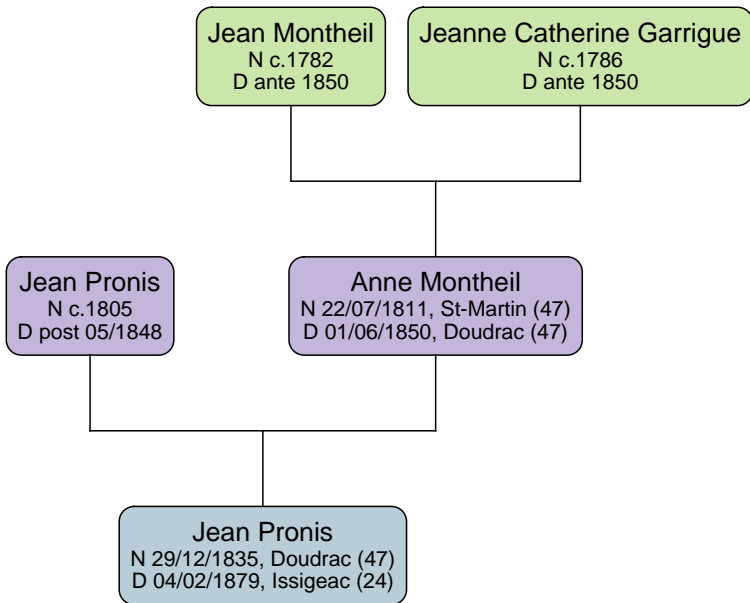 Jean Montheil
N c.1782
D ante 1850
Jeanne Catherine Garrigue
N c.1786
D ante 1850
Jean Pronis
N c.1805
D post 05/1848
Anne Montheil
N 22/07/1811, St-Martin (47)
D 01/06/1850, Doudrac (47)
Jean Pronis
N 29/12/1835, Doudrac (47)
D 04/02/1879, Issigeac (24)